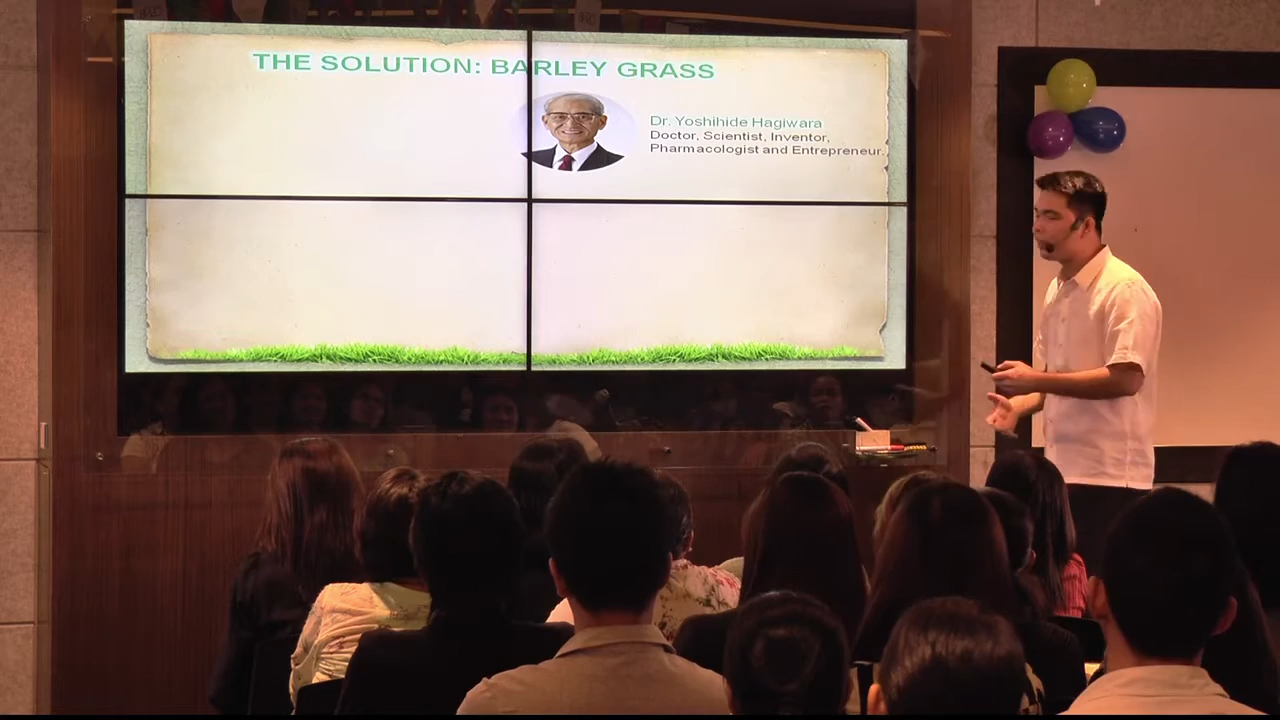 THE SOLUTION: BARLEY GRASS
Dr. Yoshihide Hagiwara
Doctor, Scientist, Inventor,
Pharmacologist and Entrepreneur.